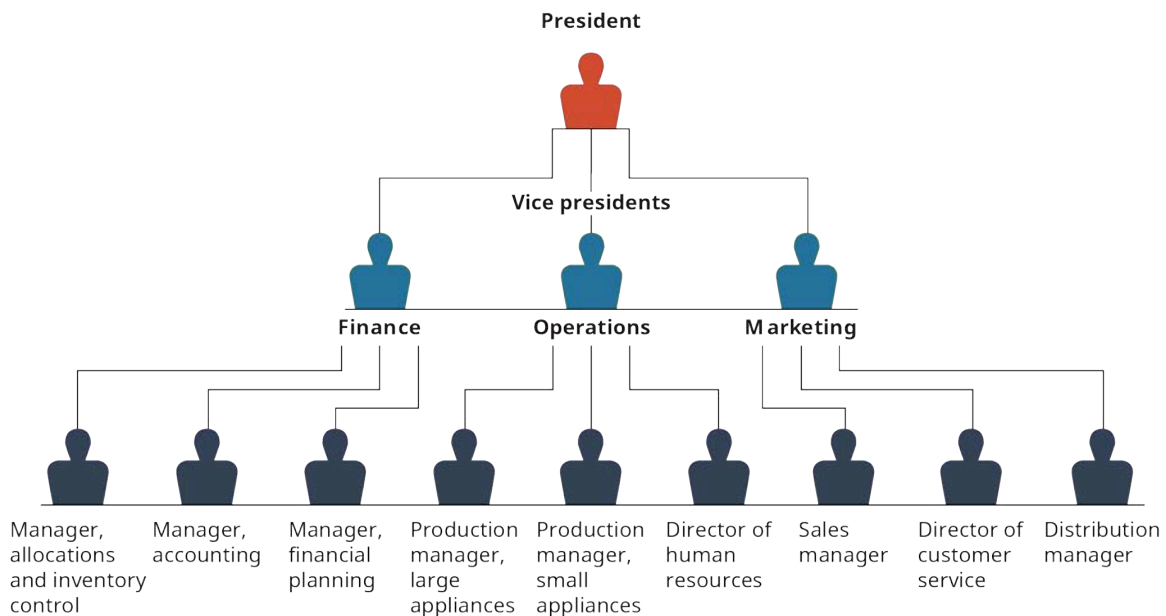 President
Vice presidents
Finance
Operations
Marketing
Manager,
allocations
and inventory
control
Manager,
accounting
Manager,
financial
planning
Production
manager,
large
appliances
Production
manager,
small
appliances
Director of
human
resources
Sales
manager
Director of
customer
service
Distribution
manager